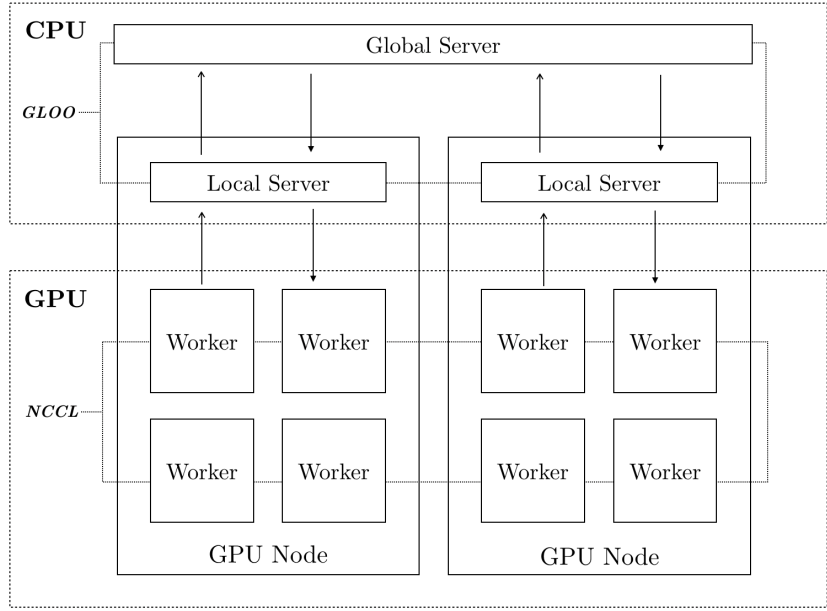 CPU
Global Server
GLOO
Local Server
Local Server
GPU
Worker
Worker
Worker
Worker
NCCL
Worker
Worker
Worker
Worker
GPU Node
GPU Node